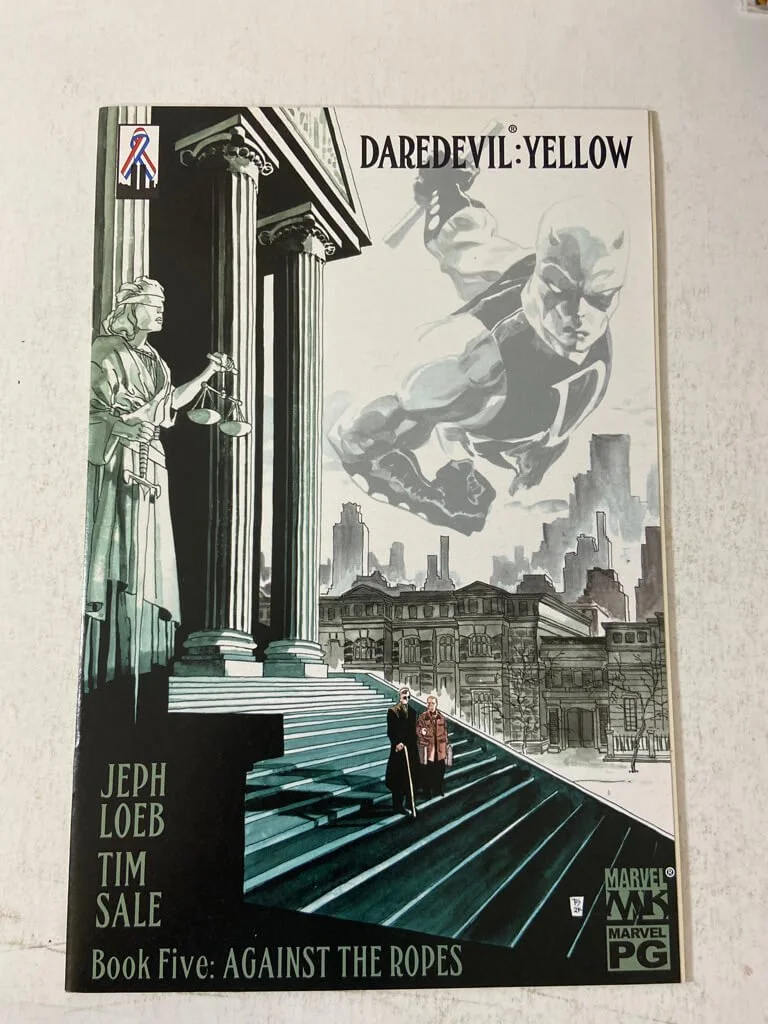 DAREDEVIL®:YELLOW
D
JEPH
LOEB
TIM
SALE
Book Five: AGAINST THE ROPES
MARVEL®
MK
MARVEL
PG